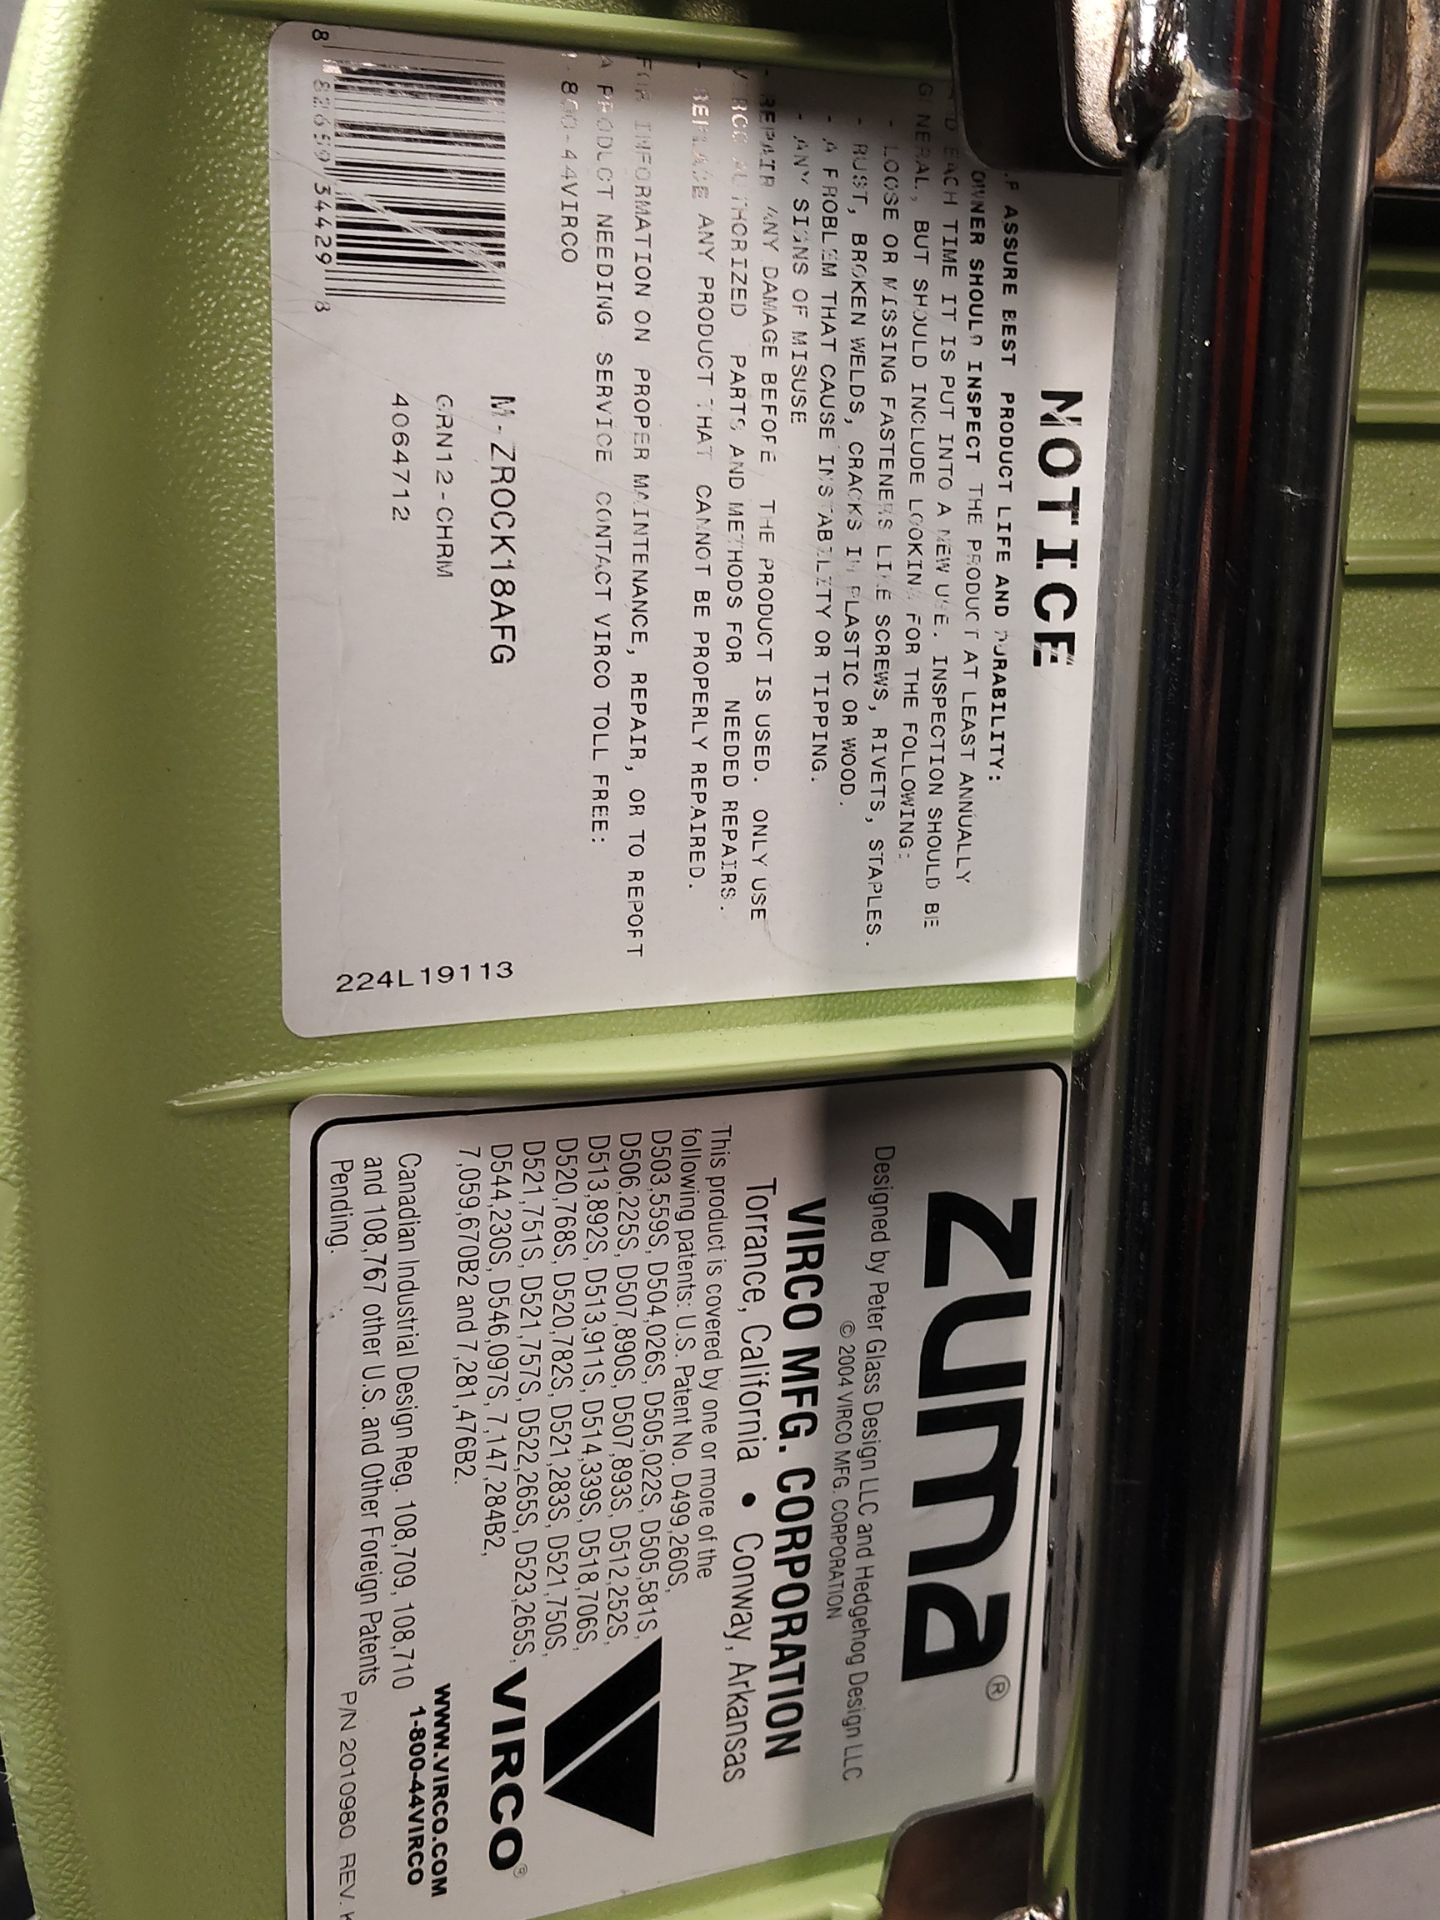 NOTICE
ASSURE BEST PRODUCT LIFE AND DURABILITY:
OWNER SHOULD INSPECT THE PRODUCT AT LEAST ANNUALLY
EACH TIME IT IS PUT INTO A NEW USE. INSPECTION SHOULD BE
GENERAL, BUT SHOULD INCLUDE LOOKING FOR THE FOLLOWING:
- LOOSE OR MISSING FASTENERS LIKE SCREWS, RIVETS, STAPLES.
- RUST, BROKEN WELDS, CRACKS IN PLASTIC OR WOOD.
- A PROBLEM THAT CAUSE INSTABILITY OR TIPPING.
- ANY SIGNS OF MISUSE
- REPAIR ANY DAMAGE BEFORE THE PRODUCT IS USED. ONLY USE
VIRCO AUTHORIZED PARTS AND METHODS FOR NEEDED REPAIRS.
- REPLACE ANY PRODUCT THAT CANNOT BE PROPERLY REPAIRED.
FOR INFORMATION ON PROPER MAINTENANCE, REPAIR, OR TO REPORT
A PRODUCT NEEDING SERVICE CONTACT VIRCO TOLL FREE:
1-800-44VIRCO
M-ZROCK18AFG
GRN12-CHRM
4064712
8 82659 34429 8
224L19113
zuma®
Designed by Peter Glass Design LLC and Hedgehog Design LLC
© 2004 VIRCO MFG. CORPORATION
VIRCO MFG. CORPORATION
Torrance, California • Conway, Arkansas
This product is covered by one or more of the
following patents: U.S. Patent No. D499,260S,
D503,559S, D504,026S, D505,022S, D505,581S,
D506,225S, D507,890S, D507,893S, D512,252S,
D513,892S, D513,911S, D514,339S, D518,706S,
D520,768S, D520,782S, D521,283S, D521,750S,
D521,751S, D521,757S, D522,265S, D523,265S,
D544,230S, D546,097S, 7,147,284B2,
7,059,670B2 and 7,281,476B2.
Canadian Industrial Design Reg. 108,709, 108,710
and 108,767 other U.S. and Other Foreign Patents
Pending.
VIRCO®
WWW.VIRCO.COM
1-800-44VIRCO
P/N 2010980 REV. K